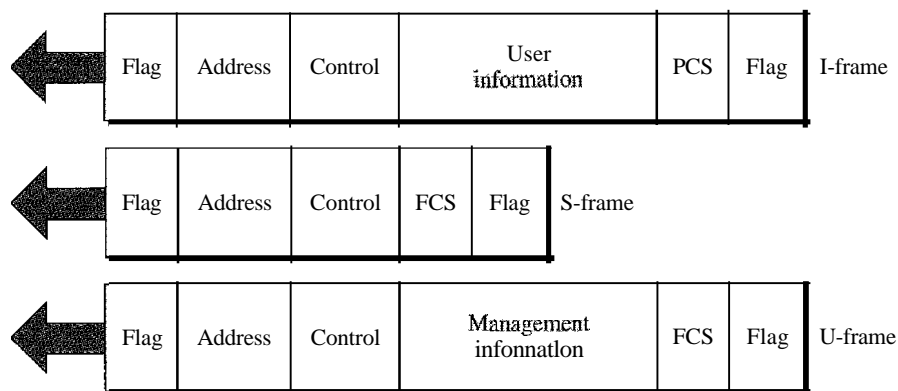 Flag Address Control User information PCS Flag I-frame
Flag Address Control FCS Flag S-frame
Flag Address Control Management infonnatlon FCS Flag U-frame